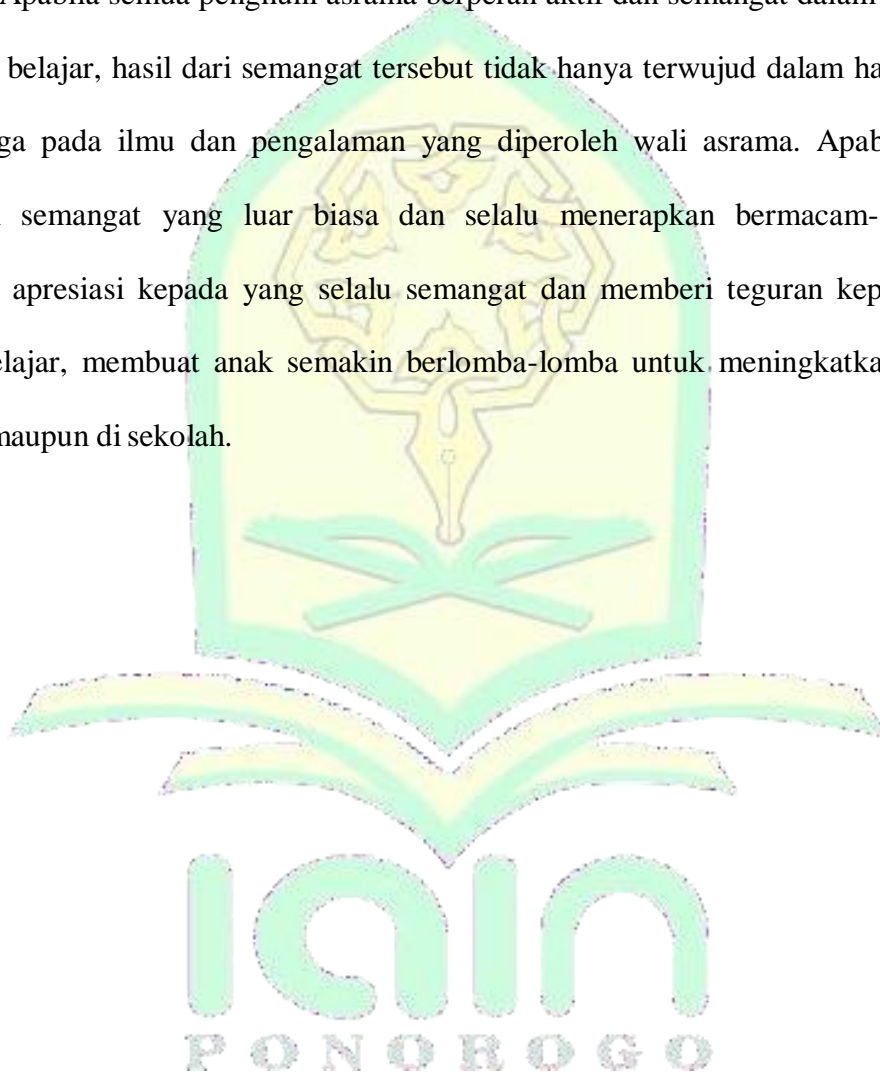 Apabila semua penghuni asrama berperan aktif dan semangat dalam
belajar, hasil dari semangat tersebut tidak hanya terwujud dalam ha
ga pada ilmu dan pengalaman yang diperoleh wali asrama. Apab
semangat yang luar biasa dan selalu menerapkan bermacam-
apresiasi kepada yang selalu semangat dan memberi teguran kep
elajar, membuat anak semakin berlomba-lomba untuk meningkatka
maupun di sekolah.
iain
PONOROGO